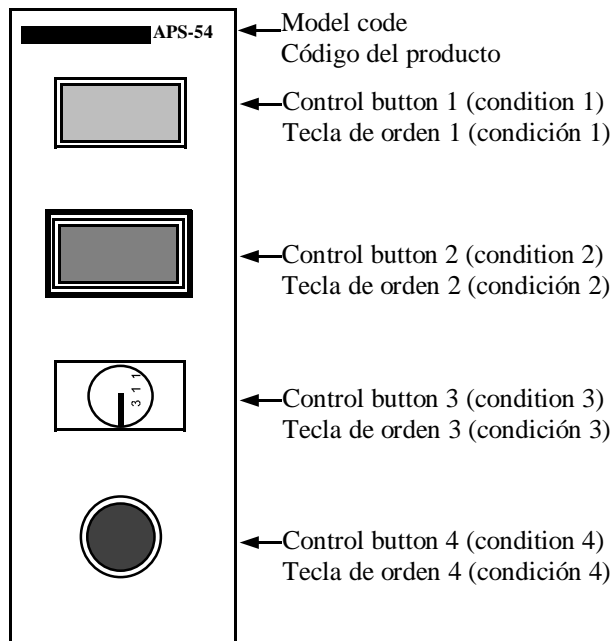 APS-54
Model code
Código del producto
Control button 1 (condition 1)
Tecla de orden 1 (condición 1)
Control button 2 (condition 2)
Tecla de orden 2 (condición 2)
3 1 1
Control button 3 (condition 3)
Tecla de orden 3 (condición 3)
Control button 4 (condition 4)
Tecla de orden 4 (condición 4)